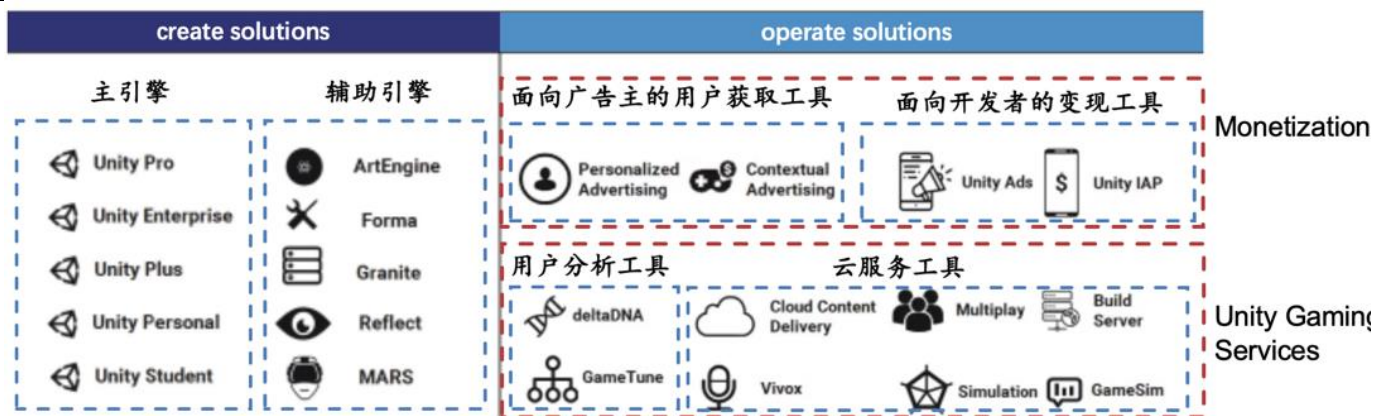 create solutions
operate solutions
主引擎
Unity Pro
Unity Enterprise
Unity Plus
Unity Personal
Unity Student
辅助引擎
ArtEngine
Forma
Granite
Reflect
MARS
面向广告主的用户获取工具
Personalized
Advertising
Contextual
Advertising
面向开发者的变现工具
Unity Ads
$
Unity IAP
Monetization
用户分析工具
deltaDNA
GameTune
云服务工具
Cloud Content
Delivery
Multiplay
Build
Server
Vivox
Simulation
GameSim
Unity Gaming
Services